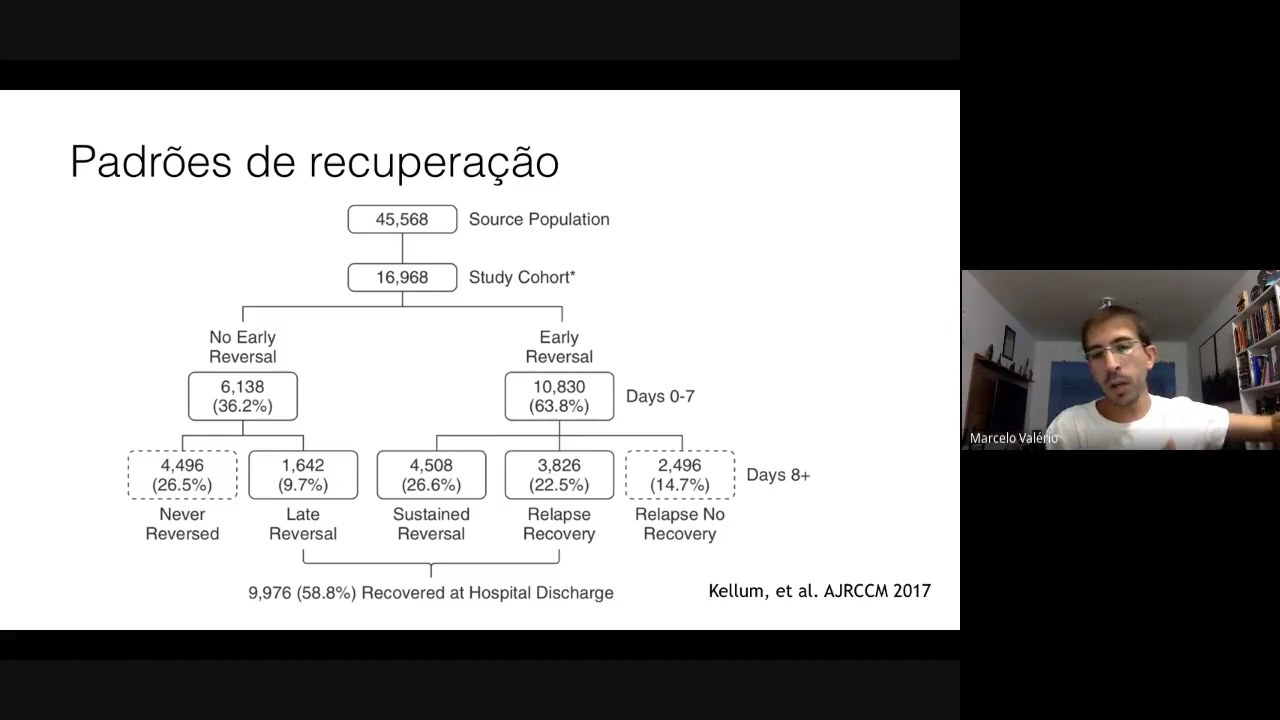 Padrões de recuperação
45,568
Source Population
16,968
Study Cohort*
No Early
Reversal
Early
Reversal
6,138
(36.2%)
10,830
(63.8%)
Days 0-7
4,496
(26.5%)
1,642
(9.7%)
4,508
(26.6%)
3,826
(22.5%)
2,496
(14.7%)
Days 8+
Never
Reversed
Late
Reversal
Sustained
Reversal
Relapse
Recovery
Relapse No
Recovery
9,976 (58.8%) Recovered at Hospital Discharge
Kellum, et al. AJRCCM 2017
Marcelo Valério